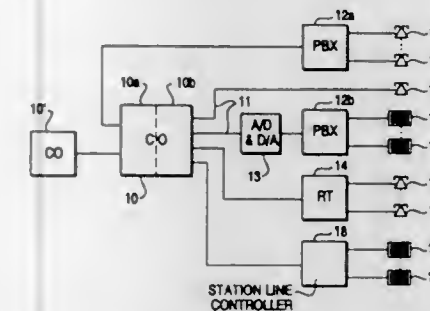 12a
PBX
10a 10b
11
10'
CO
C O
12b
A/D
& D/A
PBX
13
14
10
RT
18
STATION LINE
CONTROLLER